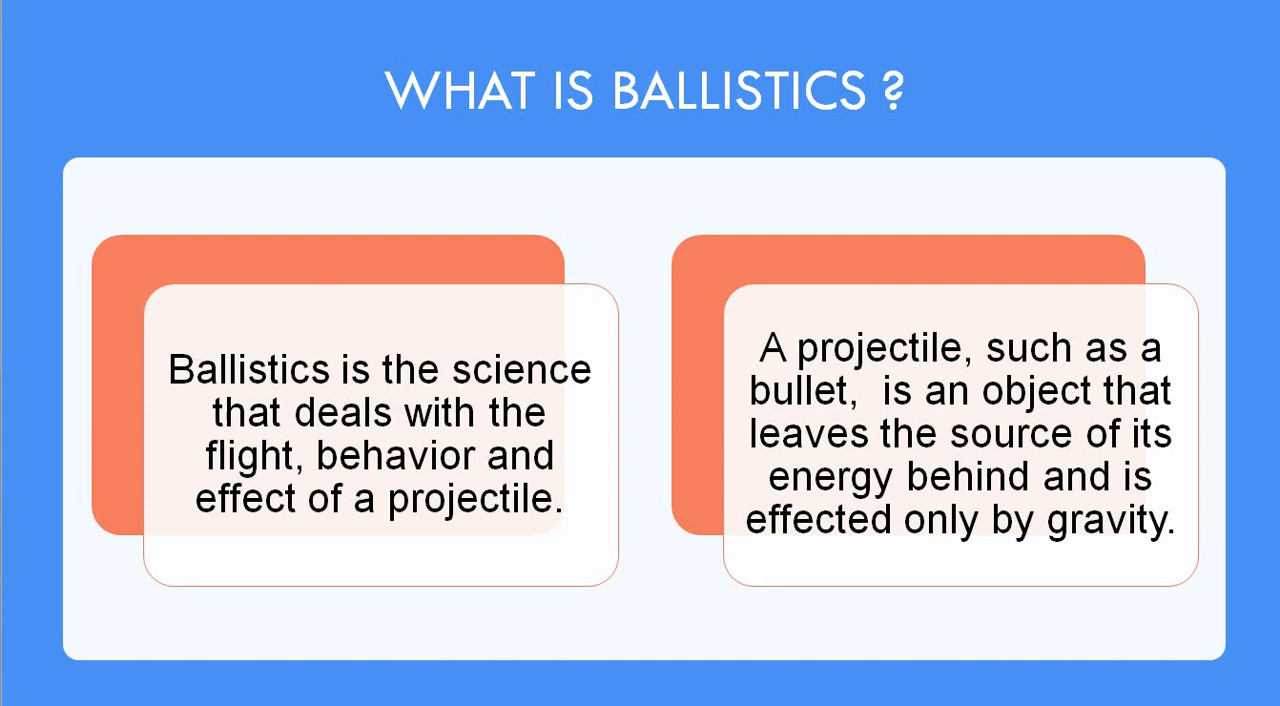 WHAT IS BALLISTICS ?
Ballistics is the science
that deals with the
flight, behavior and
effect of a projectile.
A projectile, such as a
bullet,  is an object that
leaves the source of its
energy behind and is
effected only by gravity.